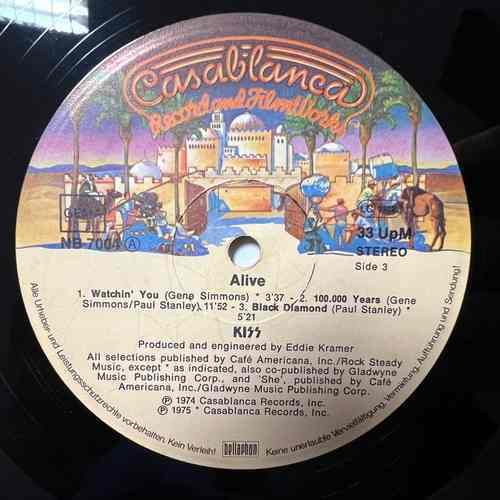 Casablanca
Record and FilmWorks
GEMA
NB 7004 Ⓐ
33 UpM
STEREO
Side 3
Alive
1. Watchin' You (Gene Simmons) * 3'37 - 2. 100.000 Years (Gene
Simmons/Paul Stanley) 11'52 - 3. Black Diamond (Paul Stanley) *
5'21
KISS
Produced and engineered by Eddie Kramer
All selections published by Café Americana, Inc./Rock Steady
Music, except * as indicated, also co-published by Gladwyne
Music Publishing Corp., and 'She', published by Café
Americana, Inc./Gladwyne Music Publishing Corp.
Ⓟ 1974 Casablanca Records, Inc.
Ⓟ 1975 * Casablanca Records, Inc.
bellaphon
Alle Urheber- und Leistungsschutzrechte vorbehalten. Kein Verleih! Keine unerlaubte Vervielfältigung, Vermietung, Aufführung und Sendung!